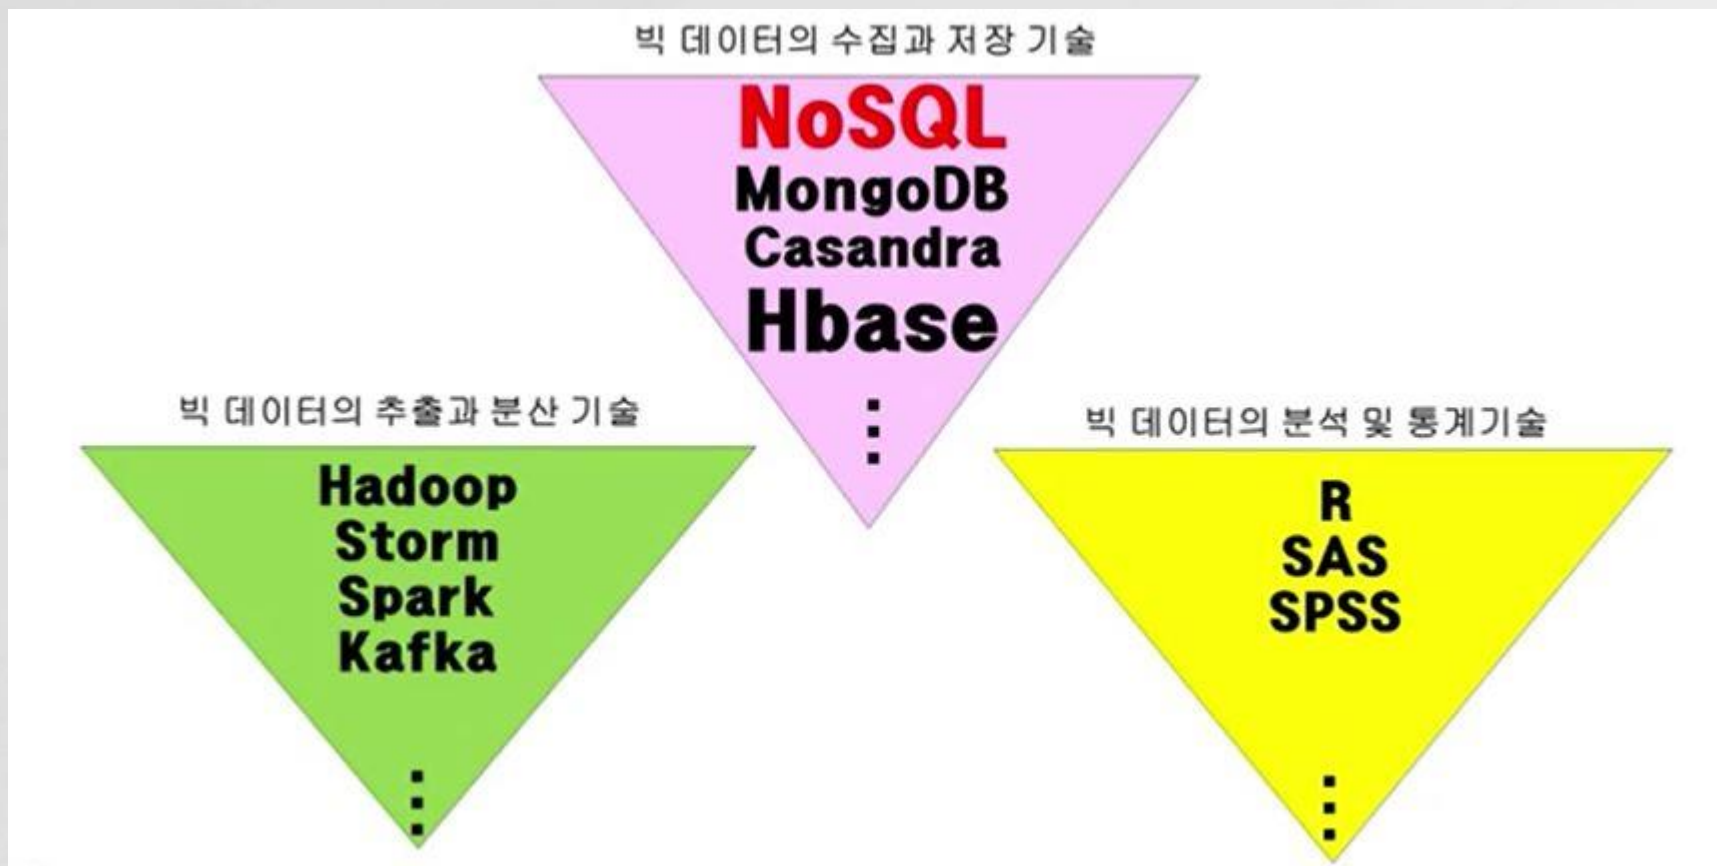 빅 데이터의 수집과 저장 기술
NoSQL
MongoDB
Casandra
Hbase
빅 데이터의 추출과 분산 기술
Hadoop
Storm
Spark
Kafka
빅 데이터의 분석 및 통계기술
R
SAS
SPSS